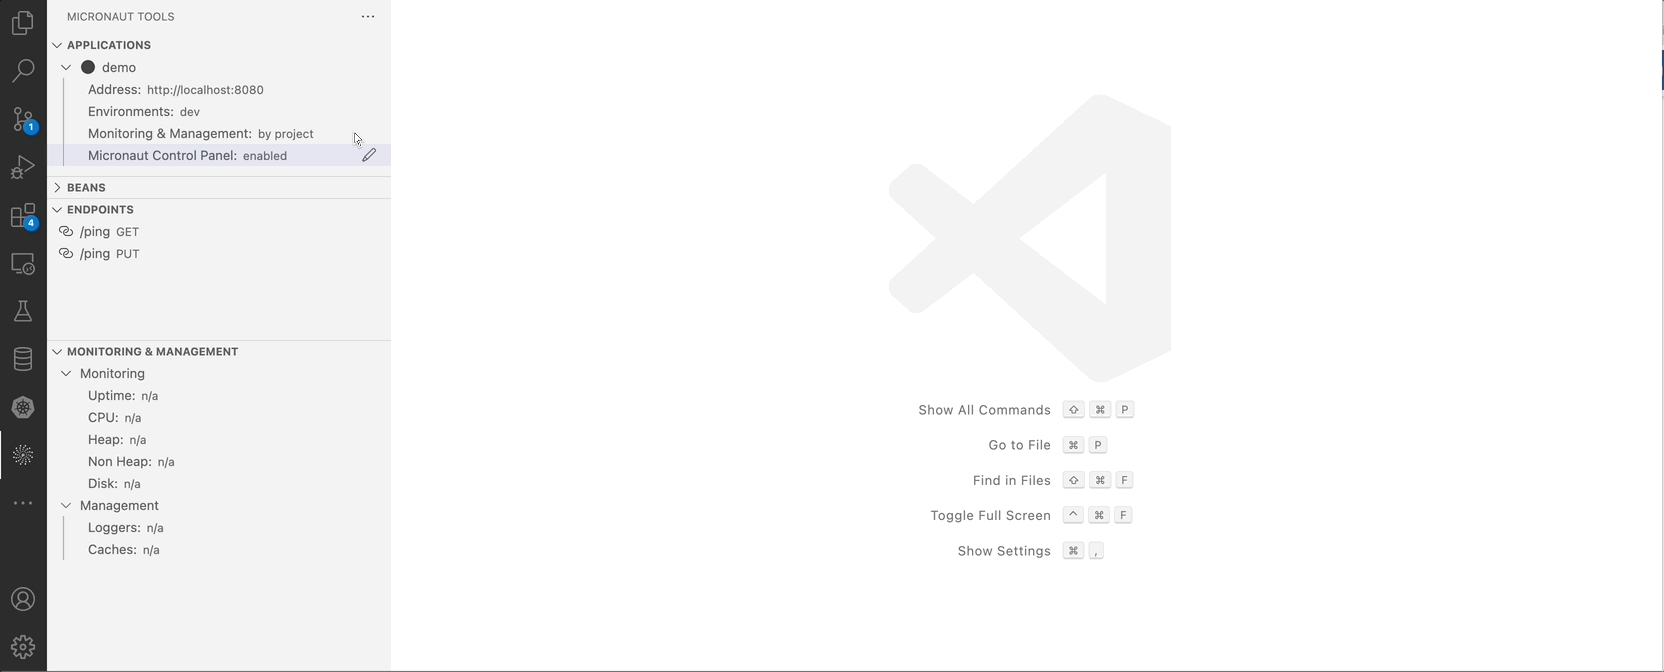 MICRONAUT TOOLS ...
APPLICATIONS
demo
Address: http://localhost:8080
Environments: dev
Monitoring & Management: by project
Micronaut Control Panel: enabled
BEANS
ENDPOINTS
/ping GET
/ping PUT
MONITORING & MANAGEMENT
Monitoring
Uptime: n/a
CPU: n/a
Heap: n/a
Non Heap: n/a
Disk: n/a
Management
Loggers: n/a
Caches: n/a
1
4
Show All Commands ⇧ ⌘ P
Go to File ⌘ P
Find in Files ⇧ ⌘ F
Toggle Full Screen ^ ⌘ F
Show Settings ⌘ ,